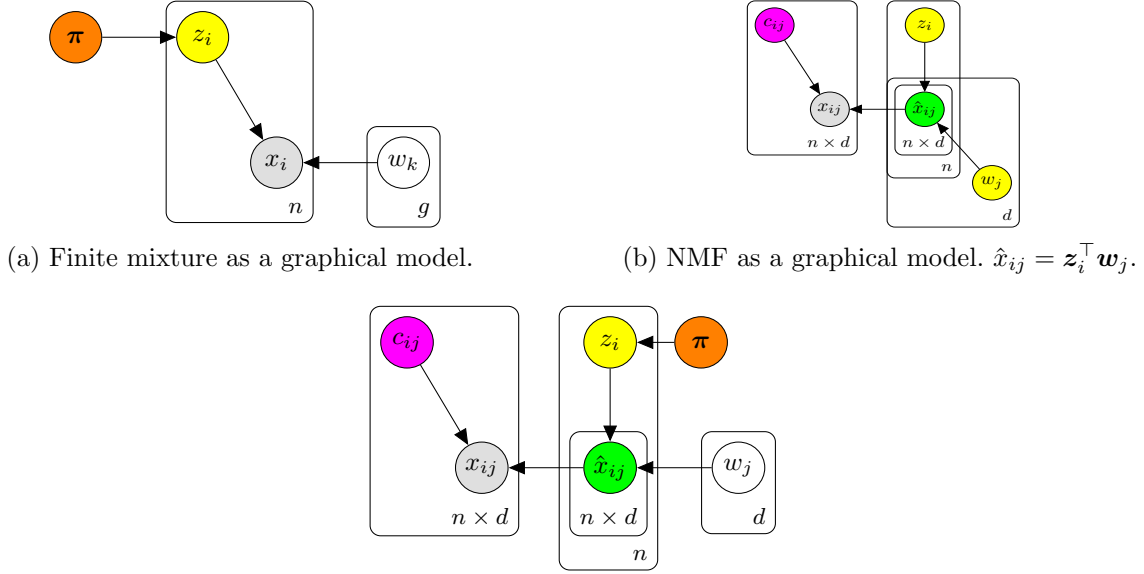 π z_i c_ij z_i
x_ij x̂_ij
x_i w_k n × d n × d
n w_j
n g d
(a) Finite mixture as a graphical model. (b) NMF as a graphical model. x̂_ij = z_i^⊤ w_j.
c_ij z_i π
x_ij x̂_ij w_j
n × d n × d d
n